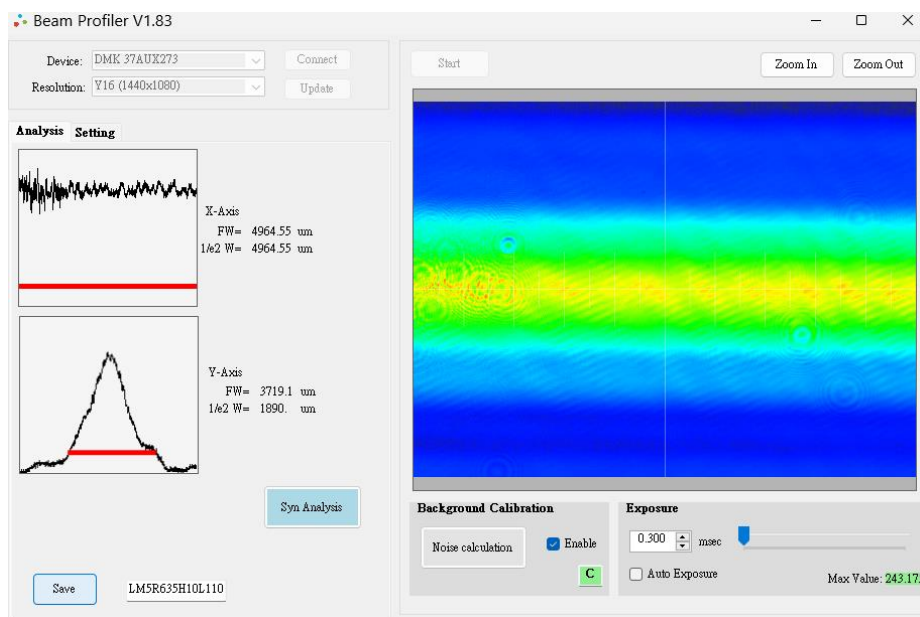 Beam Profiler V1.83
Device: DMK 37AUX273 Connect
Resolution: Y16 (1440x1080) Update
Analysis Setting
X-Axis
FW= 4964.55 um
1/e2 W= 4964.55 um
Y-Axis
FW= 3719.1 um
1/e2 W= 1890. um
Syn Analysis
Save LM5R635H10L110
Start Zoom In Zoom Out
Background Calibration
Noise calculation Enable
C
Exposure
0.300 msec
Auto Exposure Max Value: 243.17.